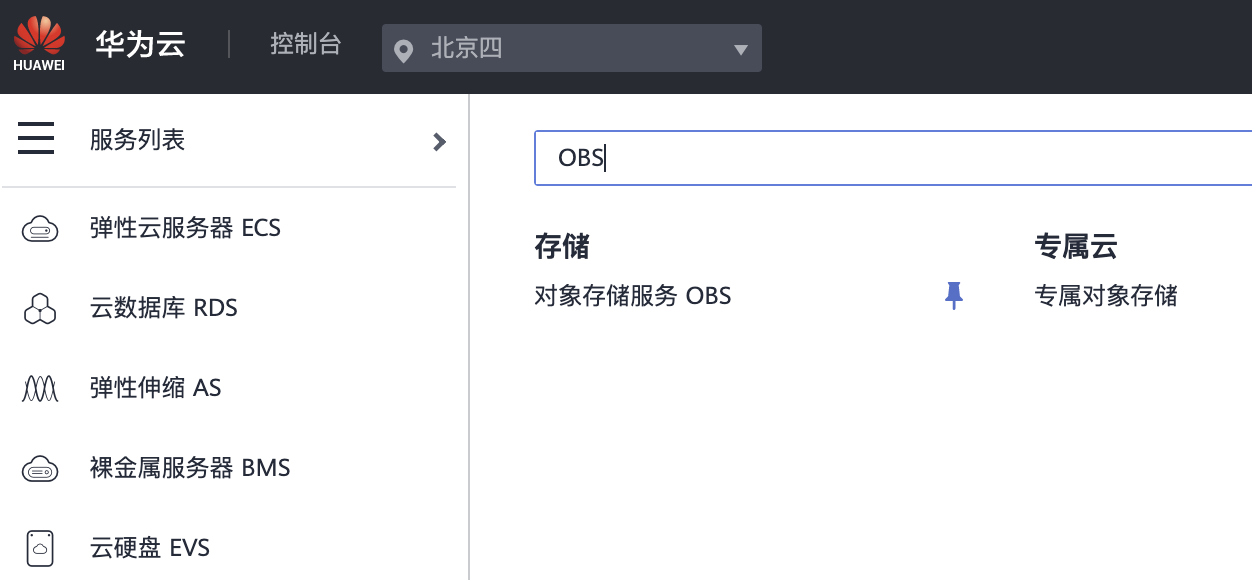 HUAWEI
华为云
控制台
北京四
服务列表
OBS
弹性云服务器 ECS
云数据库 RDS
弹性伸缩 AS
裸金属服务器 BMS
云硬盘 EVS
存储
对象存储服务 OBS
专属云
专属对象存储